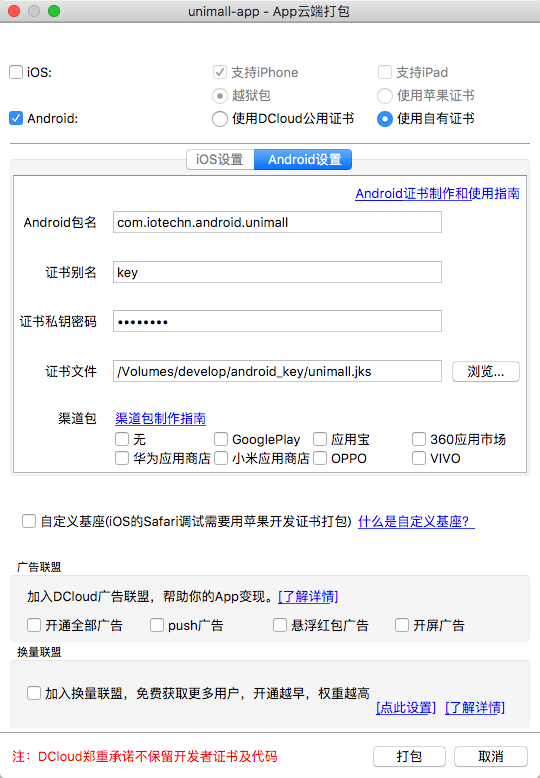 unimall-app - App云端打包
iOS: 支持iPhone 支持iPad
越狱包 使用苹果证书
Android: 使用DCloud公用证书 使用自有证书
iOS设置 Android设置
Android证书制作和使用指南
Android包名 com.iotechn.android.unimall
证书别名 key
证书私钥密码 ••••••••
证书文件 /Volumes/develop/android_key/unimall.jks 浏览...
渠道包 渠道包制作指南
无 GooglePlay 应用宝 360应用市场
华为应用商店 小米应用商店 OPPO VIVO
自定义基座(iOS的Safari调试需要用苹果开发证书打包) 什么是自定义基座?
广告联盟
加入DCloud广告联盟，帮助你的App变现。[了解详情]
开通全部广告 push广告 悬浮红包广告 开屏广告
换量联盟
加入换量联盟，免费获取更多用户，开通越早，权重越高
[点此设置] [了解详情]
注：DCloud郑重承诺不保留开发者证书及代码 打包 取消